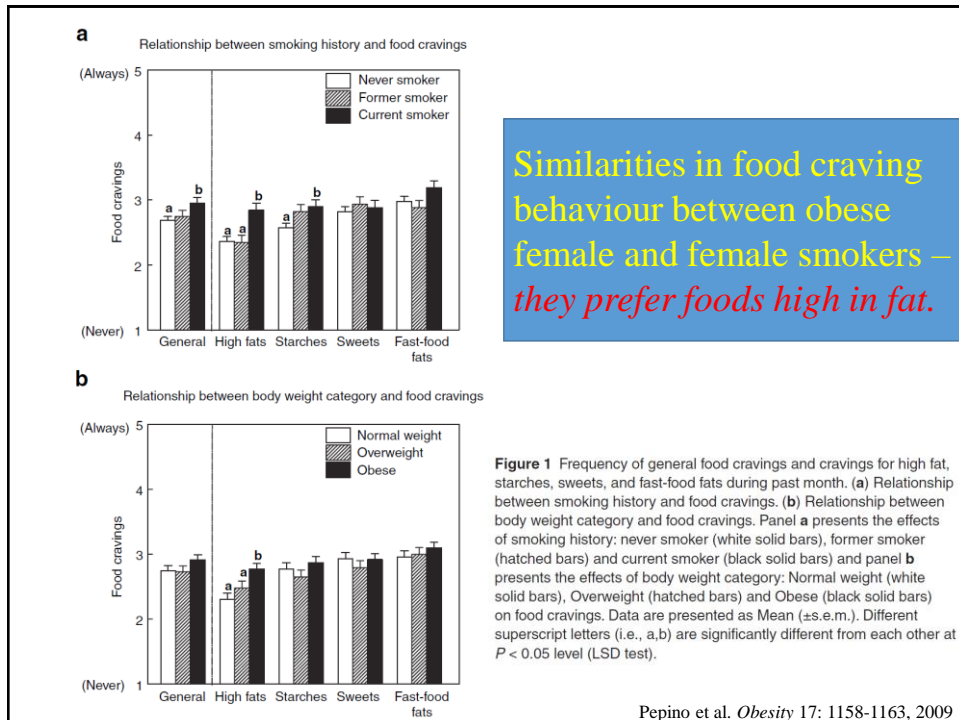 a
Relationship between smoking history and food cravings
(Always) 5
4
3
2
(Never) 1
Food cravings
Never smoker
Former smoker
Current smoker
a b
a a b
a b
General High fats Starches Sweets Fast-food
fats
Similarities in food craving
behaviour between obese
female and female smokers –
they prefer foods high in fat.
b
Relationship between body weight category and food cravings
(Always) 5
4
3
2
(Never) 1
Food cravings
Normal weight
Overweight
Obese
a a b
General High fats Starches Sweets Fast-food
fats
Figure 1 Frequency of general food cravings and cravings for high fat,
starches, sweets, and fast-food fats during past month. (a) Relationship
between smoking history and food cravings. (b) Relationship between
body weight category and food cravings. Panel a presents the effects
of smoking history: never smoker (white solid bars), former smoker
(hatched bars) and current smoker (black solid bars) and panel b
presents the effects of body weight category: Normal weight (white
solid bars), Overweight (hatched bars) and Obese (black solid bars)
on food cravings. Data are presented as Mean (±s.e.m.). Different
superscript letters (i.e., a,b) are significantly different from each other at
P < 0.05 level (LSD test).
Pepino et al. Obesity 17: 1158-1163, 2009